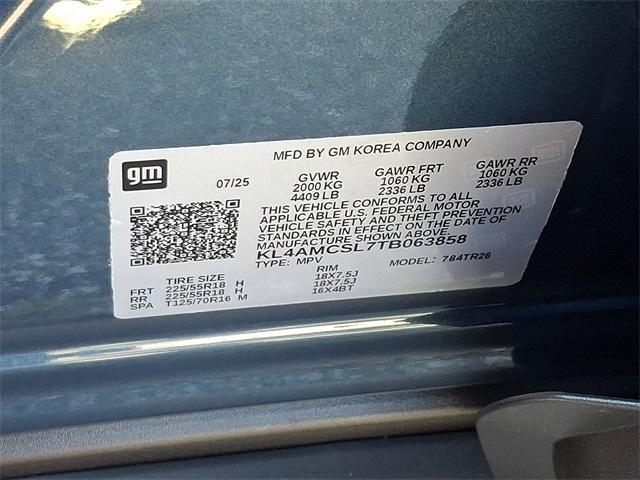 gm
MFD BY GM KOREA COMPANY
07/25 GVWR GAWR FRT GAWR RR
2000 KG 1060 KG 1060 KG
4409 LB 2336 LB 2336 LB
THIS VEHICLE CONFORMS TO ALL
APPLICABLE U.S. FEDERAL MOTOR
VEHICLE SAFETY AND THEFT PREVENTION
STANDARDS IN EFFECT ON THE DATE OF
MANUFACTURE SHOWN ABOVE.
KL4AMCSL7TB063858
TYPE: MPV MODEL: 784TR26
TIRE SIZE RIM
FRT 225/55R18 H 18X7.5J
RR 225/55R18 H 18X7.5J
SPA T125/70R16 M 16X4BT